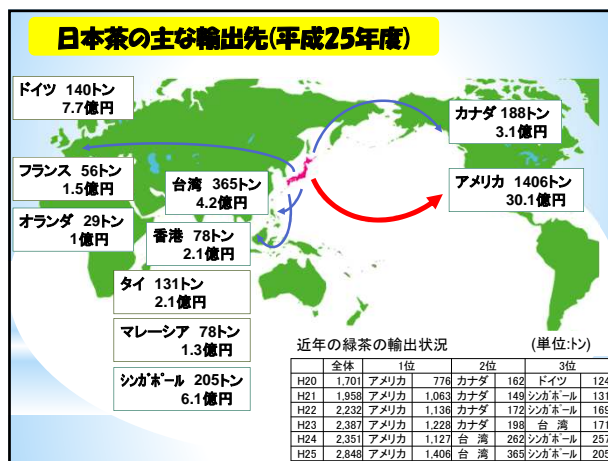 日本茶の主な輸出先(平成25年度)
ドイツ 140トン
7.7億円
カナダ 188トン
3.1億円
フランス 56トン
1.5億円
台湾 365トン
4.2億円
アメリカ 1406トン
30.1億円
オランダ 29トン
1億円
香港 78トン
2.1億円
タイ 131トン
2.1億円
マレーシア 78トン
1.3億円
シンガポール 205トン
6.1億円
近年の緑茶の輸出状況 (単位:トン)
全体 1位 2位 3位
H20 1,701 アメリカ 776 カナダ 162 ドイツ 124
H21 1,958 アメリカ 1,063 カナダ 149 シンガポール 131
H22 2,232 アメリカ 1,136 カナダ 172 シンガポール 169
H23 2,387 アメリカ 1,228 カナダ 198 台 湾 171
H24 2,351 アメリカ 1,127 台 湾 262 シンガポール 257
H25 2,848 アメリカ 1,406 台 湾 365 シンガポール 205